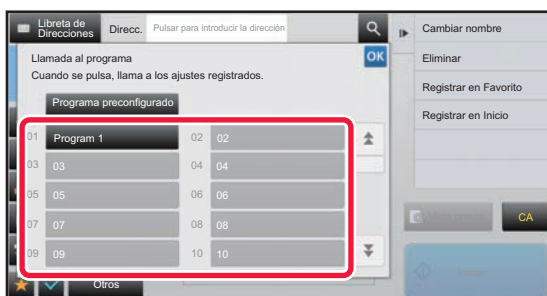 Libreta de
Direcciones
Direcc.
Pulsar para introducir la dirección
Llamada al programa
OK
Cuando se pulsa, llama a los ajustes registrados.
Programa preconfigurado
01 Program 1
02 02
03 03
04 04
05 05
06 06
07 07
08 08
09 09
10 10
Otros
Cambiar nombre
Eliminar
Registrar en Favorito
Registrar en Inicio
CA